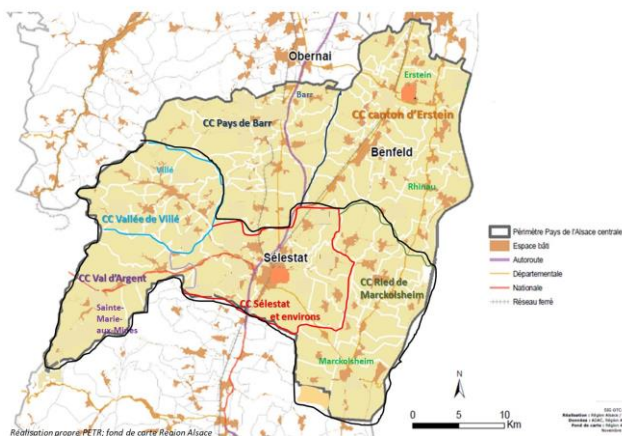 Obernai
Erstein
Barr
CC Pays de Barr
CC canton d'Erstein
Benfeld
Villé
Rhinau
CC Vallée de Villé
Sélestat
CC Val d'Argent
CC Ried de
Marckolsheim
Sainte-
Marie-
aux-Mines
CC Sélestat
et environs
Marckolsheim
Périmètre Pays de l'Alsace centrale
Espace bâti
Autoroute
Départementale
Nationale
Réseau ferré
N
0 5 10
Km
Réalisation propre PETR; fond de carte Région Alsace